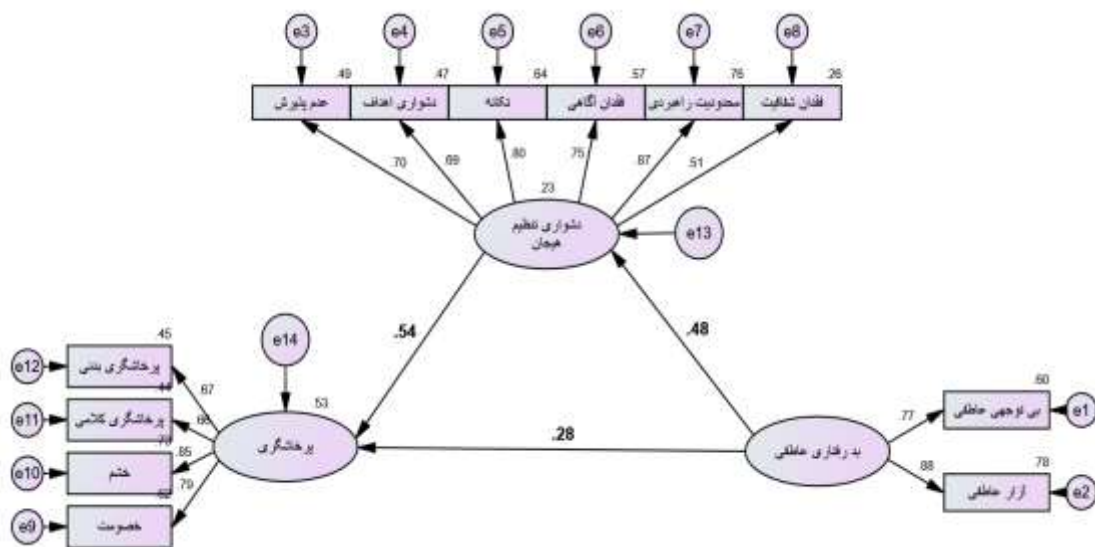 e3 e4 e5 e6 e7 e8
.49 .47 .64 .57 .76 .26
عدم پذیرش
دشواری اهداف
تکانه
فقدان آگاهی
محدودیت راهبردی
فقدان شفافیت
.70 .69 .80 .75 .87 .51
.23
دشواری تنظیم
هیجان
e13
.54
.48
e14
.45
e12
پرخاشگری بدنی
.67
.44
e11
پرخاشگری کلامی
.66
e10
خشم
.85
.79
e9
خصومت
.62
.53
پرخاشگری
.28
بد رفتاری عاطفی
.60
.77
بی توجهی عاطفی
e1
.78
.88
آزار عاطفی
e2